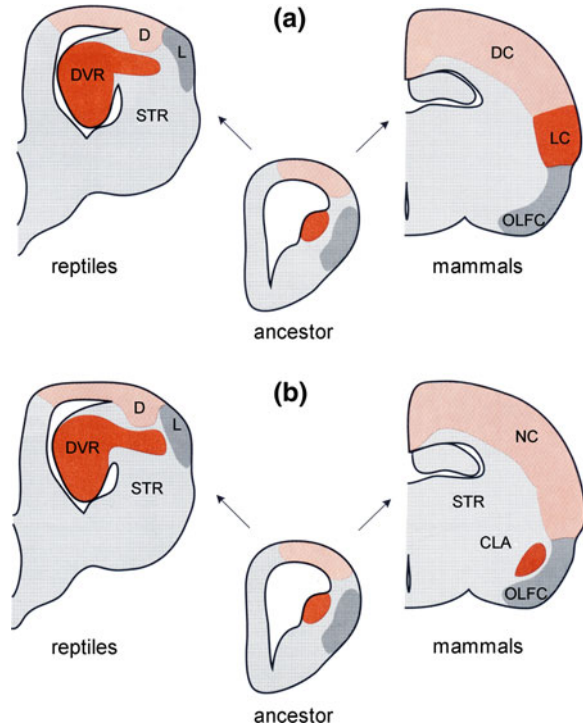 (a)
D
L
DVR
STR
reptiles
ancestor
DC
LC
OLFC
mammals
(b)
D
L
DVR
STR
reptiles
ancestor
NC
STR
CLA
OLFC
mammals